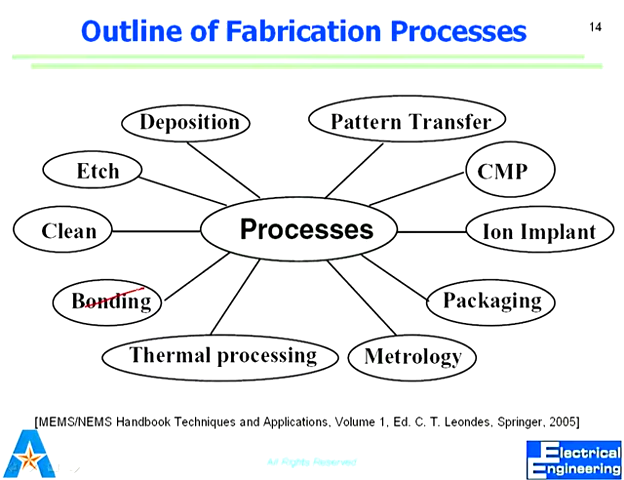 Outline of Fabrication Processes
14
Deposition
Pattern Transfer
Etch
CMP
Clean
Processes
Ion Implant
Bonding
Packaging
Thermal processing
Metrology
[MEMS/NEMS Handbook Techniques and Applications, Volume 1, Ed. C. T. Leondes, Springer, 2005]
All Rights Reserved
Electrical
Engineering